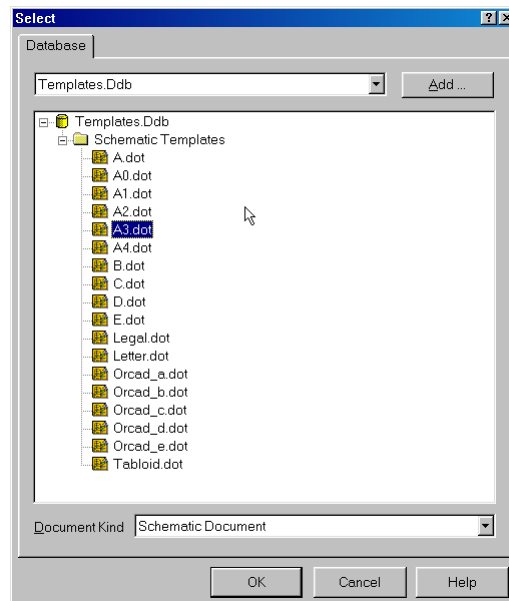 Select
Database
Templates.Ddb
Add ...
Templates.Ddb
Schematic Templates
A.dot
A0.dot
A1.dot
A2.dot
A3.dot
A4.dot
B.dot
C.dot
D.dot
E.dot
Legal.dot
Letter.dot
Orcad_a.dot
Orcad_b.dot
Orcad_c.dot
Orcad_d.dot
Orcad_e.dot
Tabloid.dot
Document Kind Schematic Document
OK Cancel Help